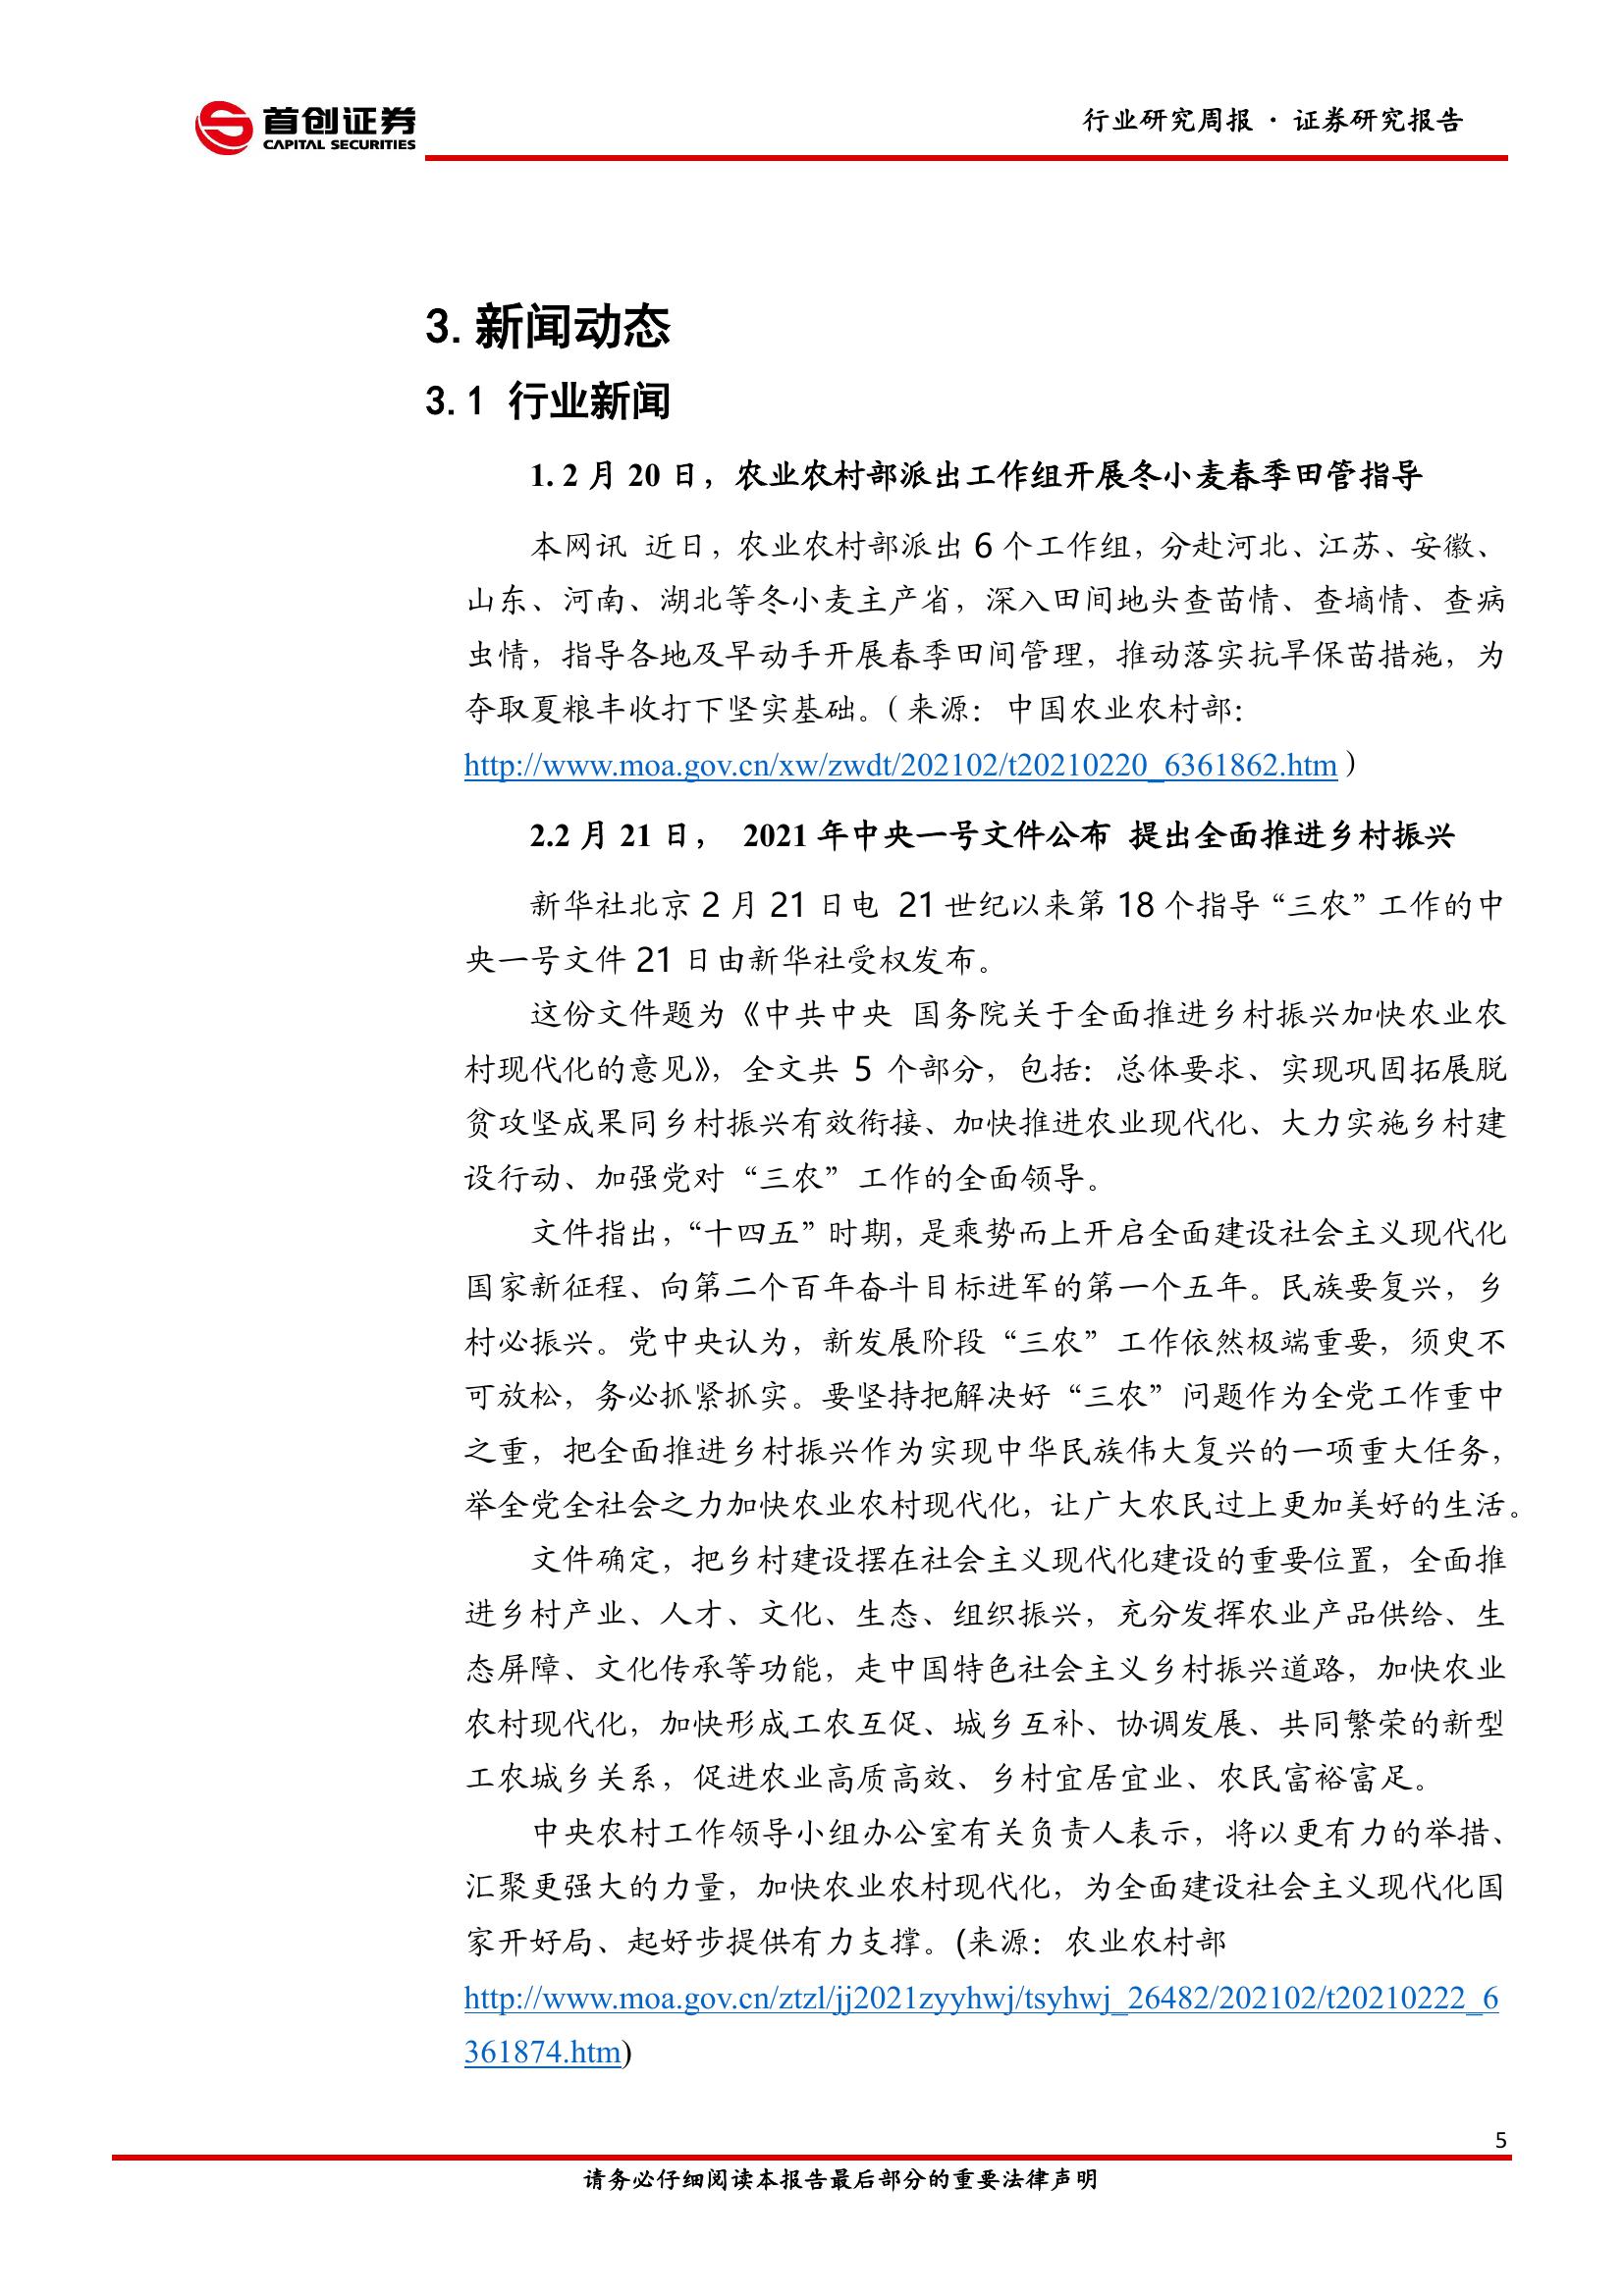 首创证券
CAPITAL SECURITIES
行业研究周报 · 证券研究报告
3.新闻动态
3.1 行业新闻
1. 2 月 20 日，农业农村部派出工作组开展冬小麦春季田管指导
本网讯 近日，农业农村部派出 6 个工作组，分赴河北、江苏、安徽、
山东、河南、湖北等冬小麦主产省，深入田间地头查苗情、查墒情、查病
虫情，指导各地及早动手开展春季田间管理，推动落实抗旱保苗措施，为
夺取夏粮丰收打下坚实基础。（来源：中国农业农村部：
http://www.moa.gov.cn/xw/zwdt/202102/t20210220_6361862.htm）
2.2 月 21 日， 2021 年中央一号文件公布 提出全面推进乡村振兴
新华社北京 2 月 21 日电 21 世纪以来第 18 个指导“三农”工作的中
央一号文件 21 日由新华社受权发布。
这份文件题为《中共中央 国务院关于全面推进乡村振兴加快农业农
村现代化的意见》，全文共 5 个部分，包括：总体要求、实现巩固拓展脱
贫攻坚成果同乡村振兴有效衔接、加快推进农业现代化、大力实施乡村建
设行动、加强党对“三农”工作的全面领导。
文件指出，“十四五”时期，是乘势而上开启全面建设社会主义现代化
国家新征程、向第二个百年奋斗目标进军的第一个五年。民族要复兴，乡
村必振兴。党中央认为，新发展阶段“三农”工作依然极端重要，须臾不
可放松，务必抓紧抓实。要坚持把解决好“三农”问题作为全党工作重中
之重，把全面推进乡村振兴作为实现中华民族伟大复兴的一项重大任务，
举全党全社会之力加快农业农村现代化，让广大农民过上更加美好的生活。
文件确定，把乡村建设摆在社会主义现代化建设的重要位置，全面推
进乡村产业、人才、文化、生态、组织振兴，充分发挥农业产品供给、生
态屏障、文化传承等功能，走中国特色社会主义乡村振兴道路，加快农业
农村现代化，加快形成工农互促、城乡互补、协调发展、共同繁荣的新型
工农城乡关系，促进农业高质高效、乡村宜居宜业、农民富裕富足。
中央农村工作领导小组办公室有关负责人表示，将以更有力的举措、
汇聚更强大的力量，加快农业农村现代化，为全面建设社会主义现代化国
家开好局、起好步提供有力支撑。(来源：农业农村部
http://www.moa.gov.cn/ztzl/jj2021zyyhwj/tsyhwj_26482/202102/t20210222_6
361874.htm)
5
请务必仔细阅读本报告最后部分的重要法律声明